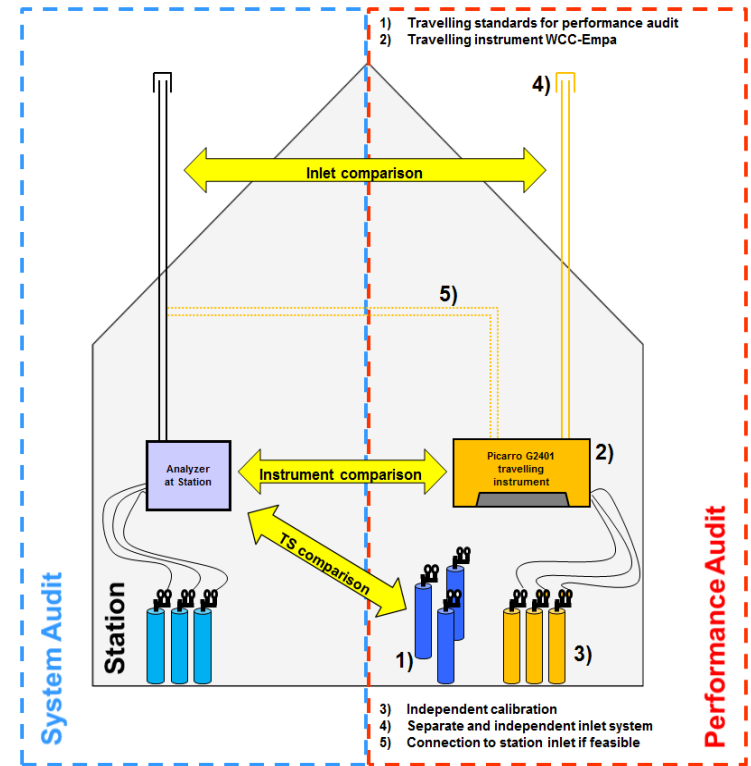 1) Travelling standards for performance audit
2) Travelling instrument WCC-Empa
4)
Inlet comparison
5)
Analyzer
at Station
Instrument comparison
Picarro G2401
travelling
instrument
2)
TS comparison
System Audit
Station
1)
3)
Performance Audit
3) Independent calibration
4) Separate and independent inlet system
5) Connection to station inlet if feasible